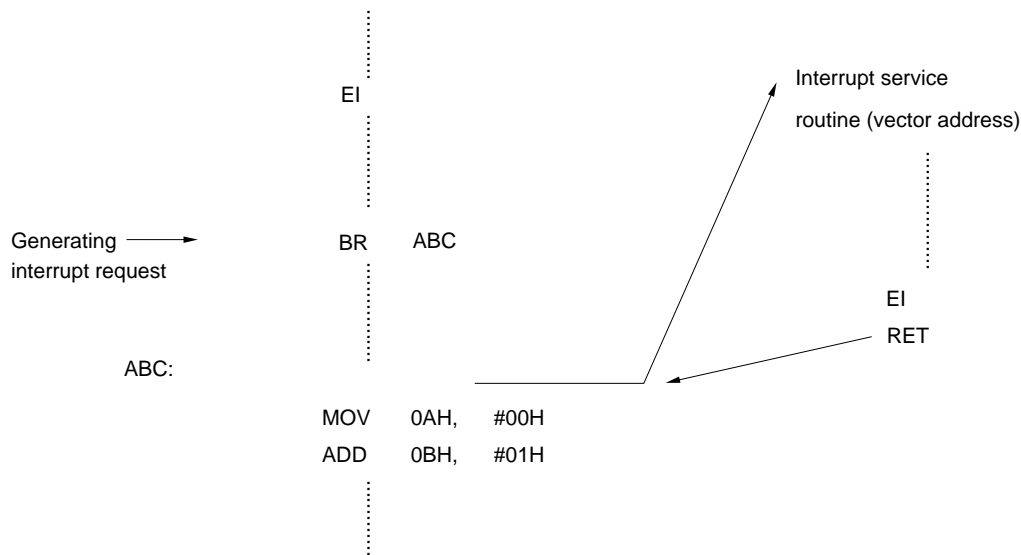 EI
Interrupt service
routine (vector address)
Generating
interrupt request
BR ABC
EI
RET
ABC:
MOV 0AH, #00H
ADD 0BH, #01H